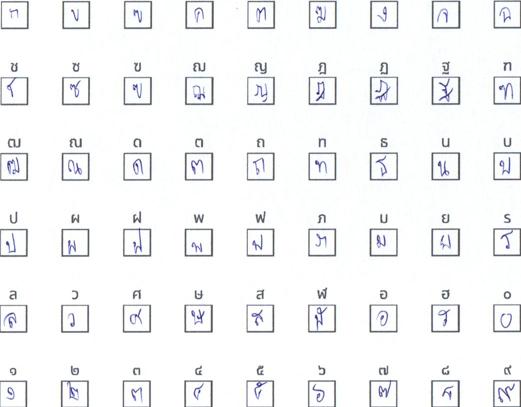 ก ข ฃ ค ฅ ฆ ง จ ฉ
ช ซ ฃ ฌ ญ ฎ ฏ ฐ ฑ
ช ซ ฃ ฌ ญ ฎ ฏ ฐ ฑ
ฒ ณ ด ต ถ ท ธ น บ
ฒ ณ ด ต ถ ท ธ น บ
ป ผ ฝ พ ฟ ภ ม ย ร
ป ผ ฝ พ ฟ ภ ม ย ร
ล ว ศ ษ ส ฬ อ ฮ ๐
ล ว ศ ษ ส ฬ อ ฮ ๐
๑ ๒ ๓ ๔ ๕ ๖ ๗ ๘ ๙
๑ ๒ ๓ ๔ ๕ ๖ ๗ ๘ ๙